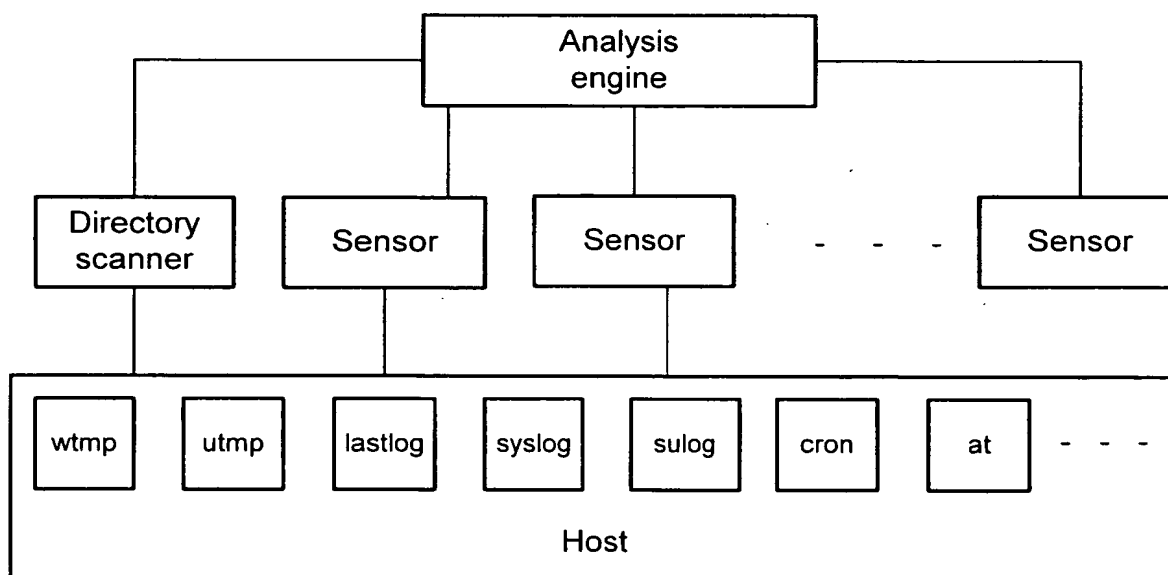 Analysis
engine
Directory
scanner
Sensor
Sensor
- - -
Sensor
wtmp
utmp
lastlog
syslog
sulog
cron
at
- - - -
Host